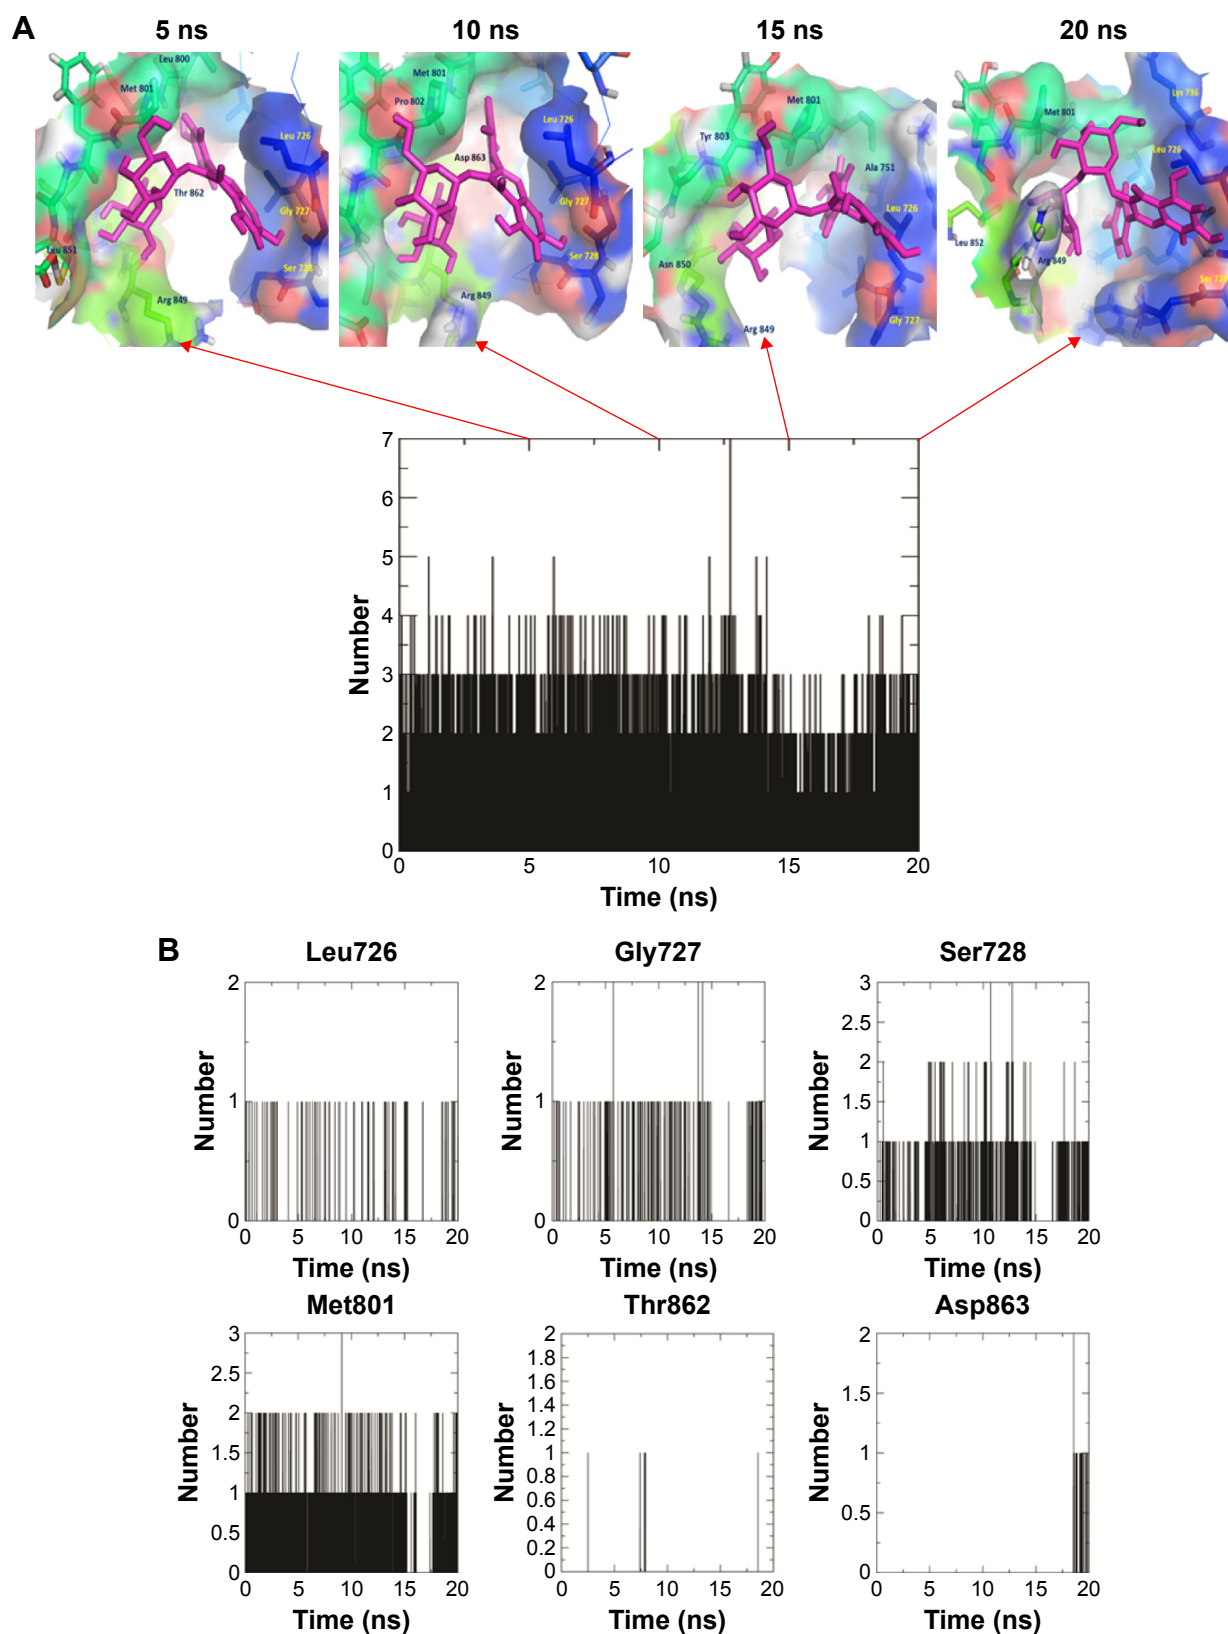 A
5 ns 10 ns 15 ns 20 ns
Leu 800
Met 801
Leu 726
Thr 862
Gly 727
Leu 851
Ser 728
Arg 849
Met 801
Pro 802
Leu 726
Asp 863
Gly 727
Ser 728
Arg 849
Met 801
Tyr 803
Ala 751
Leu 726
Asn 850
Gly 727
Arg 849
Lys 736
Met 801
Leu 726
Leu 852
Arg 849
Ser 728
7
6
5
4
3
2
1
0
Number
0 5 10 15 20
Time (ns)
B
Leu726 Gly727 Ser728
2
1
0
Number
0 5 10 15 20
Time (ns)
2
1
0
Number
0 5 10 15 20
Time (ns)
3
2.5
2
1.5
1
0.5
0
Number
0 5 10 15 20
Time (ns)
Met801 Thr862 Asp863
3
2.5
2
1.5
1
0.5
0
Number
0 5 10 15 20
Time (ns)
2
1.8
1.6
1.4
1.2
1
0.8
0.6
0.4
0.2
0
Number
0 5 10 15 20
Time (ns)
2
1.5
1
0.5
0
Number
0 5 10 15 20
Time (ns)